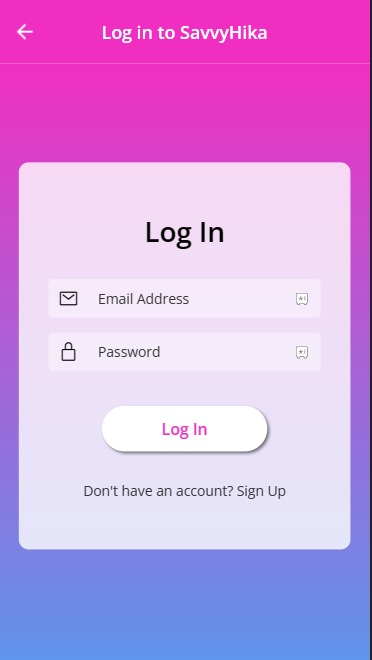 Log in to SavvyHika
Log In
Email Address
Password
Log In
Don't have an account? Sign Up